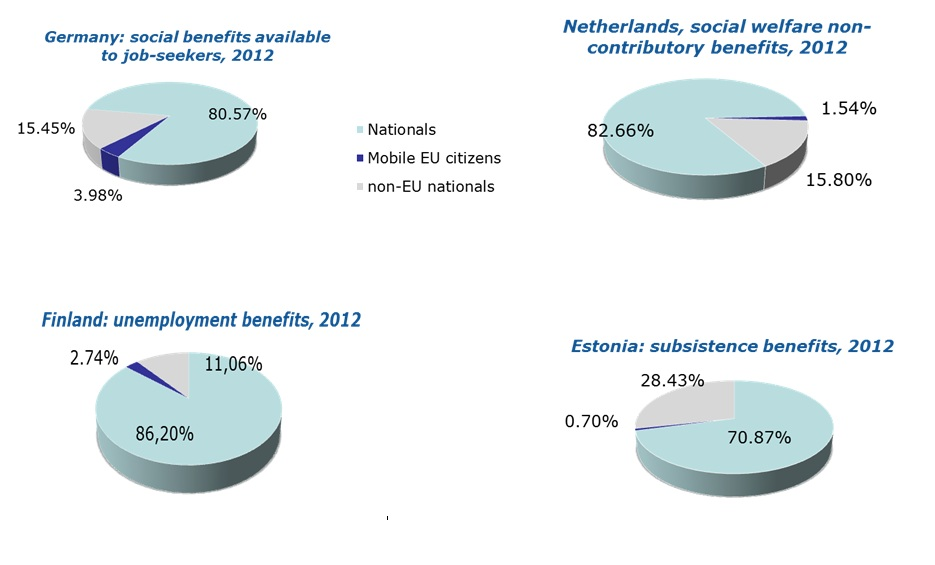 Germany: social benefits available
to job-seekers, 2012
80.57%
15.45%
3.98%
Nationals
Mobile EU citizens
non-EU nationals
Netherlands, social welfare non-
contributory benefits, 2012
1.54%
82.66%
15.80%
Finland: unemployment benefits, 2012
2.74%
11,06%
86,20%
Estonia: subsistence benefits, 2012
28.43%
0.70%
70.87%